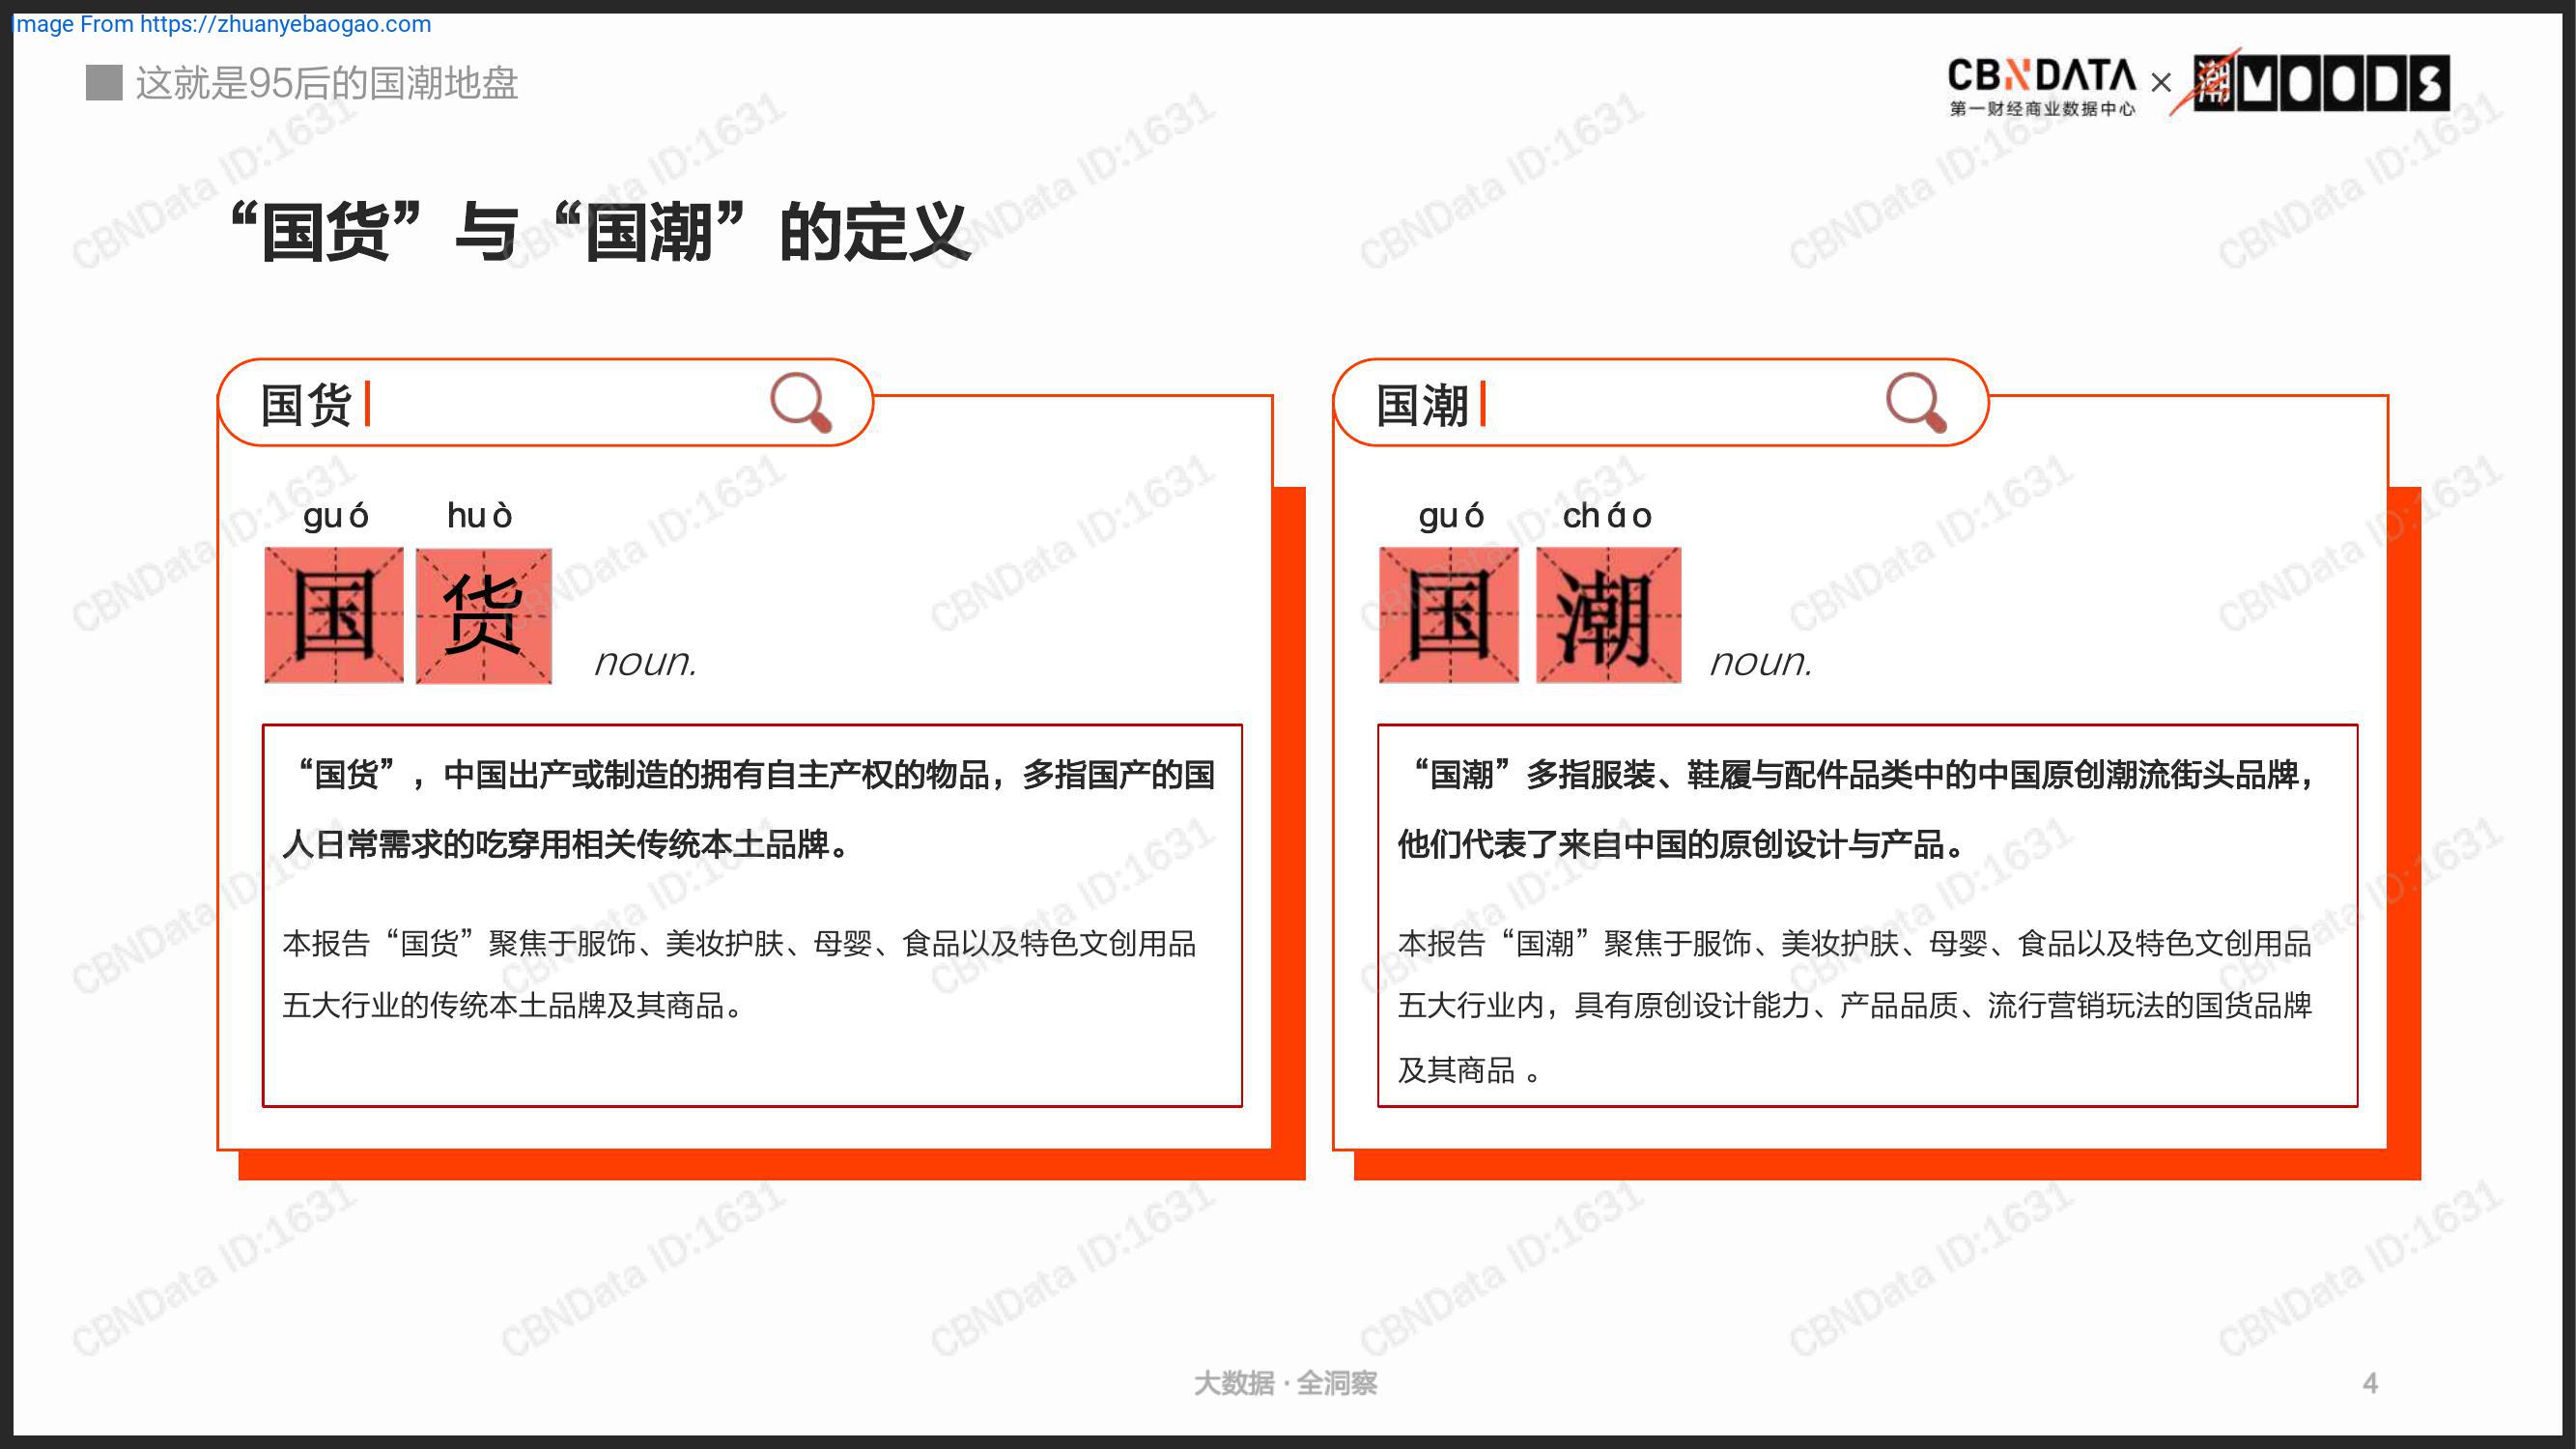 Image From https://zhuanyebaogao.com
这就是95后的国潮地盘
CBNDATA × 潮MOODS
第一财经商业数据中心
“国货”与“国潮”的定义
国货
guó huò
国货
noun.
“国货”，中国出产或制造的拥有自主产权的物品，多指国产的国
人日常需求的吃穿用相关传统本土品牌。
本报告“国货”聚焦于服饰、美妆护肤、母婴、食品以及特色文创用品
五大行业的传统本土品牌及其商品。
国潮
guó cháo
国潮
noun.
“国潮”多指服装、鞋履与配件品类中的中国原创潮流街头品牌，
他们代表了来自中国的原创设计与产品。
本报告“国潮”聚焦于服饰、美妆护肤、母婴、食品以及特色文创用品
五大行业内，具有原创设计能力、产品品质、流行营销玩法的国货品牌
及其商品 。
大数据 · 全洞察
4
CBNData ID:1631